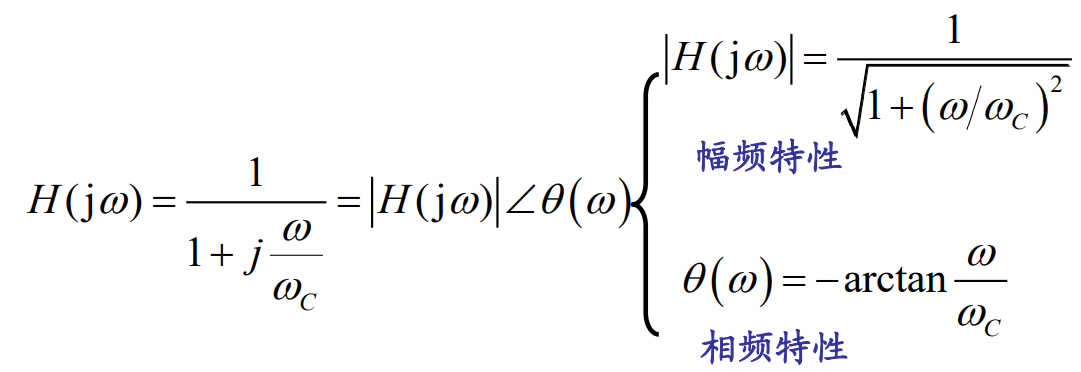 |H(jω)| = 1 / √(1 + (ω/ω_C)²)
幅频特性
H(jω) = 1 / (1 + j ω/ω_C) = |H(jω)|∠θ(ω)
θ(ω) = −arctan ω/ω_C
相频特性